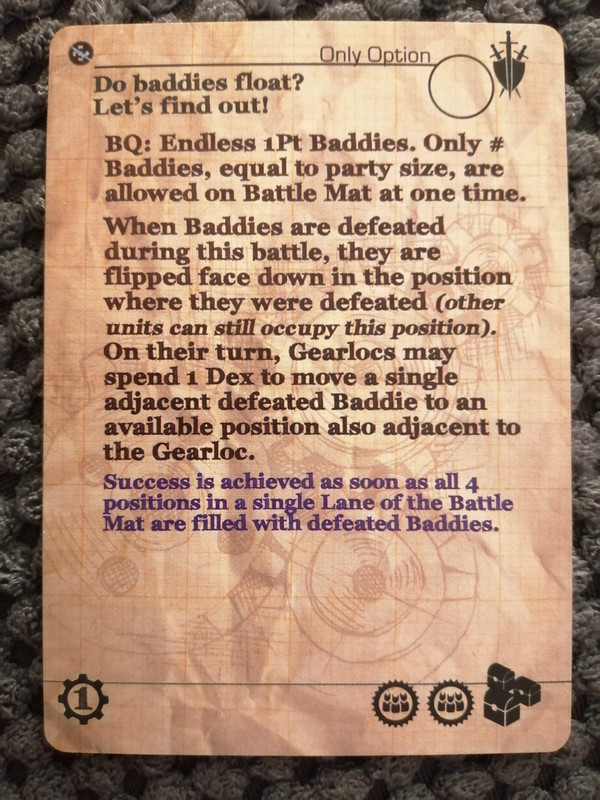 Only Option
Do baddies float?
Let's find out!
BQ: Endless 1Pt Baddies. Only #
Baddies, equal to party size, are
allowed on Battle Mat at one time.
When Baddies are defeated
during this battle, they are
flipped face down in the position
where they were defeated (other
units can still occupy this position).
On their turn, Gearlocs may
spend 1 Dex to move a single
adjacent defeated Baddie to an
available position also adjacent to
the Gearloc.
Success is achieved as soon as all 4
positions in a single Lane of the Battle
Mat are filled with defeated Baddies.
1